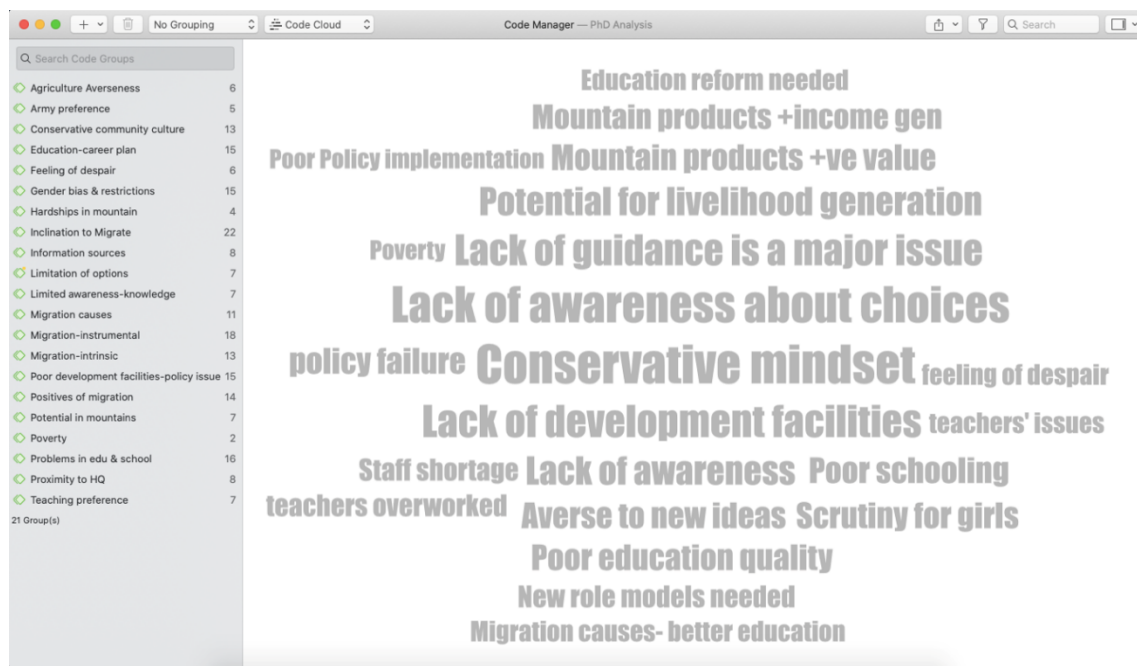 No Grouping Code Cloud Code Manager — PhD Analysis Search
Search Code Groups
Agriculture Averseness 6
Army preference 5
Conservative community culture 13
Education-career plan 15
Feeling of despair 6
Gender bias & restrictions 15
Hardships in mountain 4
Inclination to Migrate 22
Information sources 8
Limitation of options 7
Limited awareness-knowledge 7
Migration causes 11
Migration-instrumental 18
Migration-intrinsic 13
Poor development facilities-policy issue 15
Positives of migration 14
Potential in mountains 7
Poverty 2
Problems in edu & school 16
Proximity to HQ 8
Teaching preference 7
21 Group(s)
Education reform needed
Mountain products +income gen
Poor Policy implementation Mountain products +ve value
Potential for livelihood generation
Poverty Lack of guidance is a major issue
Lack of awareness about choices
policy failure Conservative mindset feeling of despair
Lack of development facilities teachers' issues
Staff shortage Lack of awareness Poor schooling
teachers overworked Averse to new ideas Scrutiny for girls
Poor education quality
New role models needed
Migration causes- better education